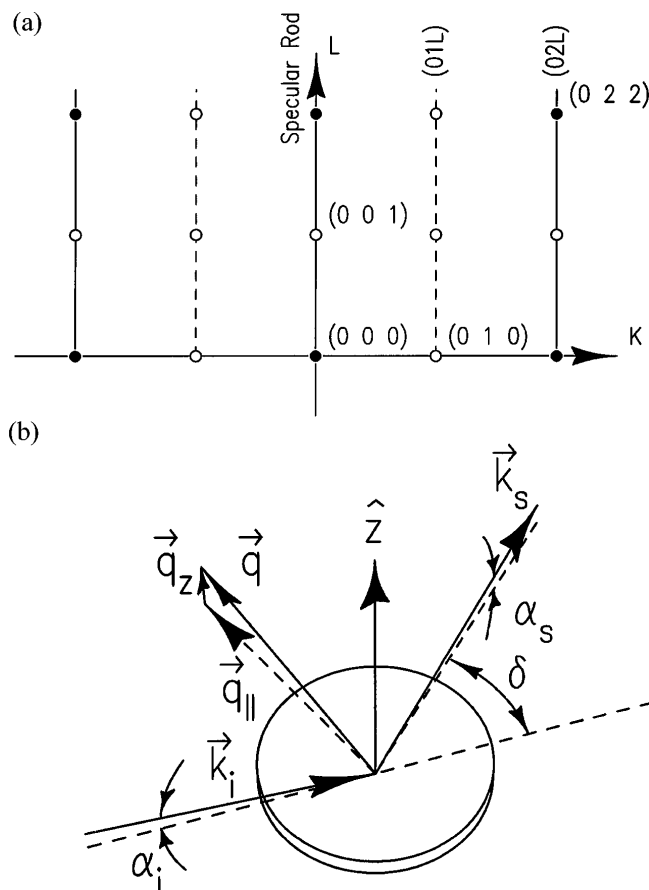 (a)
Specular Rod
L
(01L)
(02L)
(0 2 2)
(0 0 1)
(0 0 0)
(0 1 0)
K
(b)
k⃗s
ẑ
q⃗z
q⃗
αs
δ
q⃗||
k⃗i
αi